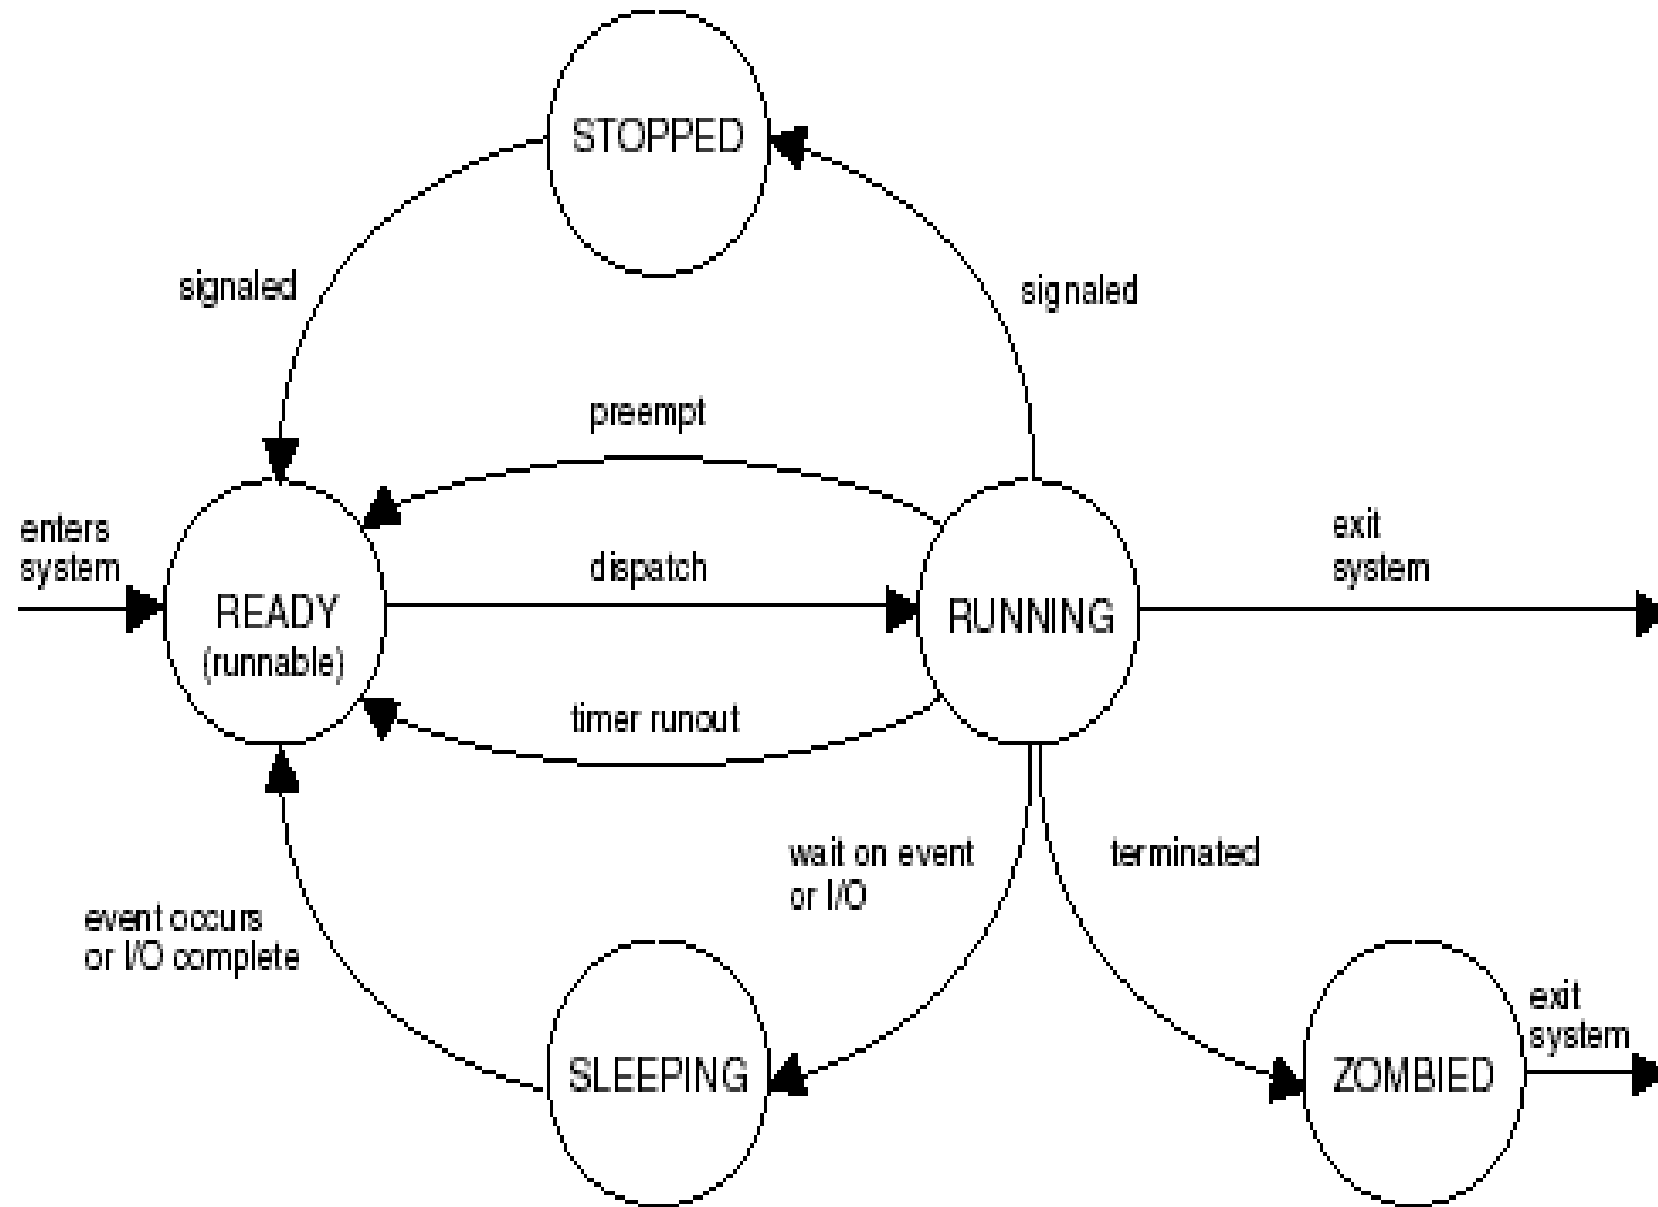 STOPPED
signaled
signaled
preempt
enters
system
dispatch
exit
system
READY
(runnable)
RUNNING
timer runout
wait on event
or I/O
terminated
event occurs
or I/O complete
SLEEPING
ZOMBIED
exit
system